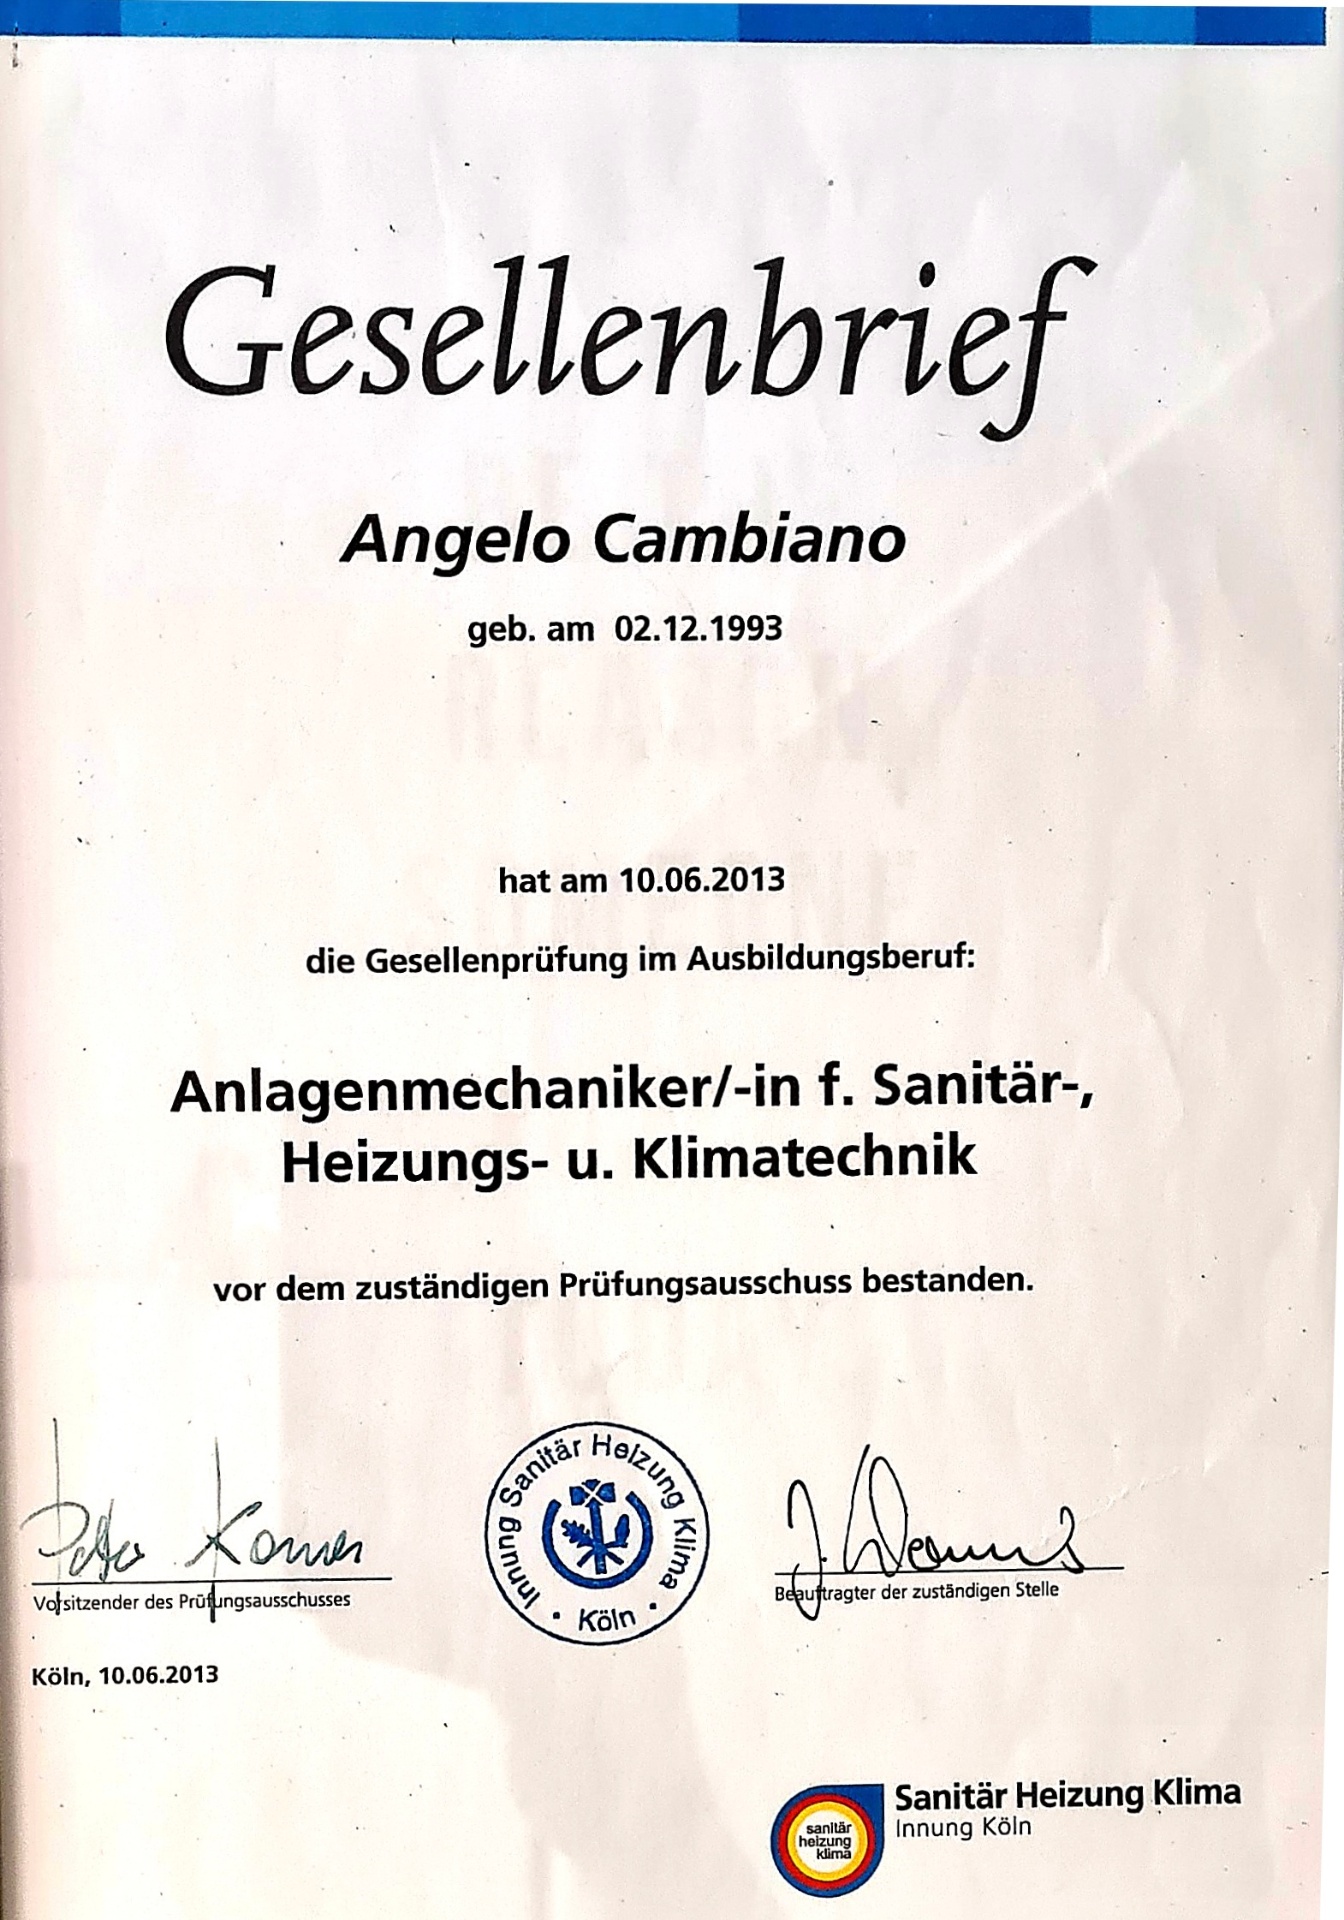 Gesellenbrief
Angelo Cambiano
geb. am 02.12.1993
hat am 10.06.2013
die Gesellenprüfung im Ausbildungsberuf:
Anlagenmechaniker/-in f. Sanitär-,
Heizungs- u. Klimatechnik
vor dem zuständigen Prüfungsausschuss bestanden.
Innung Sanitär Heizung Klima
• Köln •
Vorsitzender des Prüfungsausschusses
Beauftragter der zuständigen Stelle
Köln, 10.06.2013
sanitär
heizung
klima
Sanitär Heizung Klima
Innung Köln